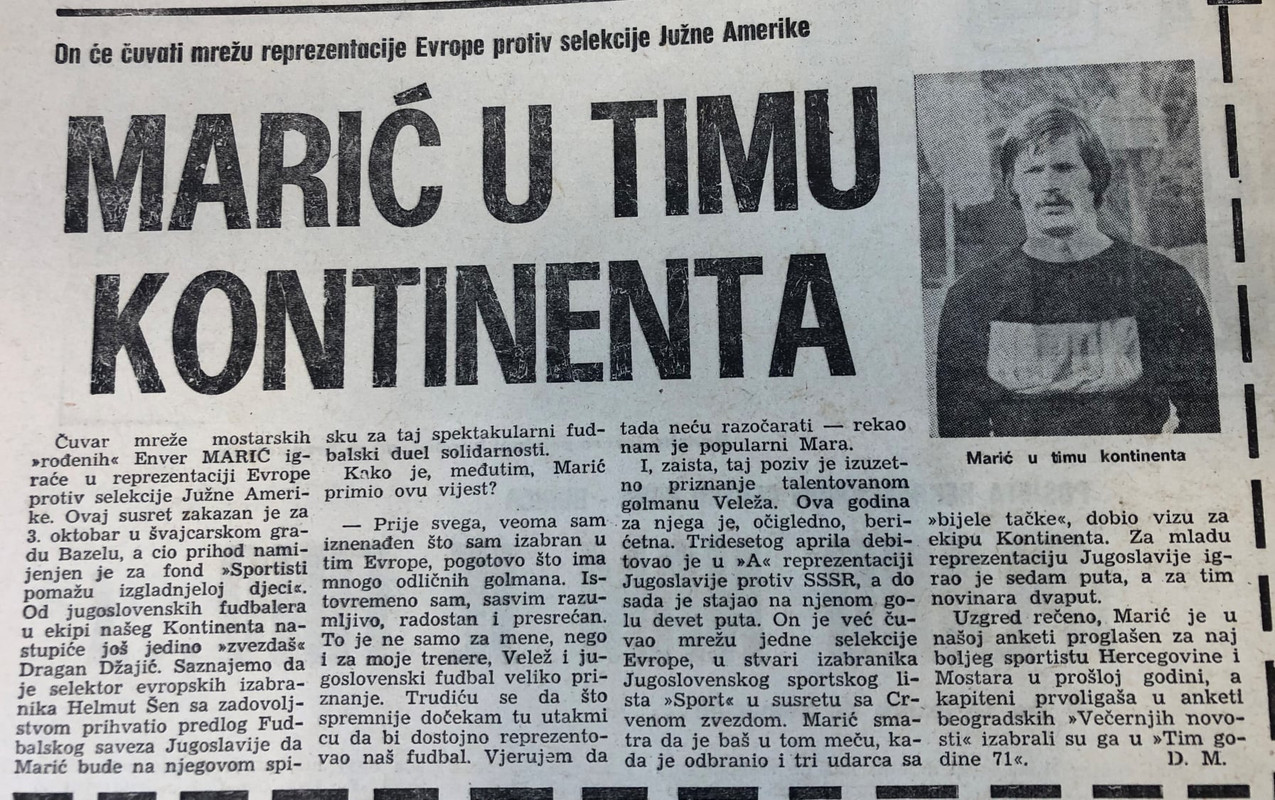 On će čuvati mrežu reprezentacije Evrope protiv selekcije Južne Amerike
MARIĆ U TIMU
KONTINENTA
Čuvar mreže mostarskih
»rođenih« Enver MARIĆ ig-
raće u reprezentaciji Evrope
protiv selekcije Južne Ameri-
ke. Ovaj susret zakazan je za
3. oktobar u švajcarskom gra-
du Bazelu, a cio prihod nami-
jenjen je za fond »Sportisti
pomažu izgladnjeloj djeci«.
Od jugoslovenskih fudbalera
u ekipi našeg Kontinenta na-
stupiće još jedino »zvezdaš«
Dragan Džajić. Saznajemo da
je selektor evropskih izabra-
nika Helmut Šen sa zadovolj-
stvom prihvatio predlog Fud-
balskog saveza Jugoslavije da
Marić bude na njegovom spi-
sku za taj spektakularni fud-
balski duel solidarnosti.
Kako je, međutim, Marić
primio ovu vijest?
— Prije svega, veoma sam
iznenađen što sam izabran u
tim Evrope, pogotovo što ima
mnogo odličnih golmana. Is-
tovremeno sam, sasvim razu-
mljivo, radostan i presrećan.
To je ne samo za mene, nego
i za moje trenere, Velež i ju-
goslovenski fudbal veliko pri-
znanje. Trudiću se da što
spremnije dočekam tu utakmi
cu da bi dostojno reprezento-
vao naš fudbal. Vjerujem da
tada neću razočarati — rekao
nam je popularni Mara.
I, zaista, taj poziv je izuzet-
no priznanje talentovanom
golmanu Veleža. Ova godina
za njega je, očigledno, beri-
ćetna. Tridesetog aprila debi-
tovao je u »A« reprezentaciji
Jugoslavije protiv SSSR, a do
sada je stajao na njenom go-
lu devet puta. On je već ču-
vao mrežu jedne selekcije
Evrope, u stvari izabranika
Jugoslovenskog sportskog li-
sta »Sport« u susretu sa Cr-
venom zvezdom. Marić sma-
tra da je baš u tom meču, ka-
da je odbranio i tri udarca sa
Marić u timu kontinenta
»bijele tačke«, dobio vizu za
ekipu Kontinenta. Za mladu
reprezentaciju Jugoslavije ig-
rao je sedam puta, a za tim
novinara dvaput.
Uzgred rečeno, Marić je u
našoj anketi proglašen za naj
boljeg sportistu Hercegovine i
Mostara u prošloj godini, a
kapiteni prvoligaša u anketi
beogradskih »Večernjih novo-
sti« izabrali su ga u »Tim go-
dine 71«. D. M.